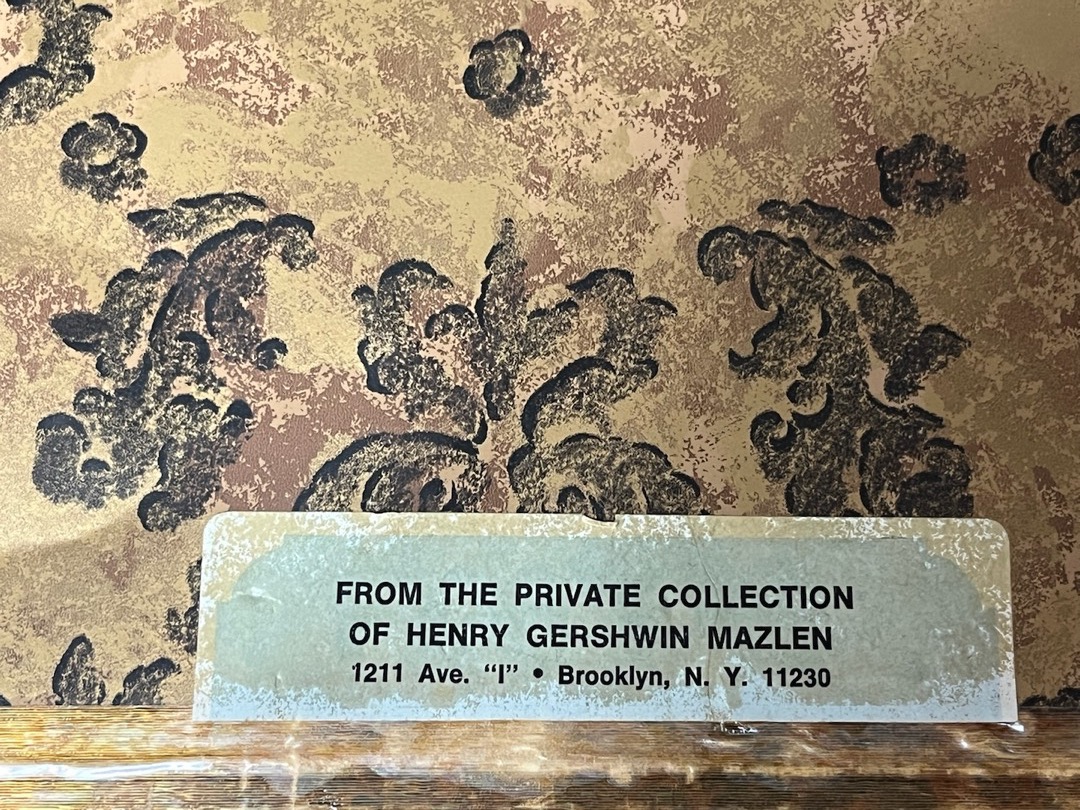 FROM THE PRIVATE COLLECTION
OF HENRY GERSHWIN MAZLEN
1211 Ave. “I” • Brooklyn, N. Y. 11230